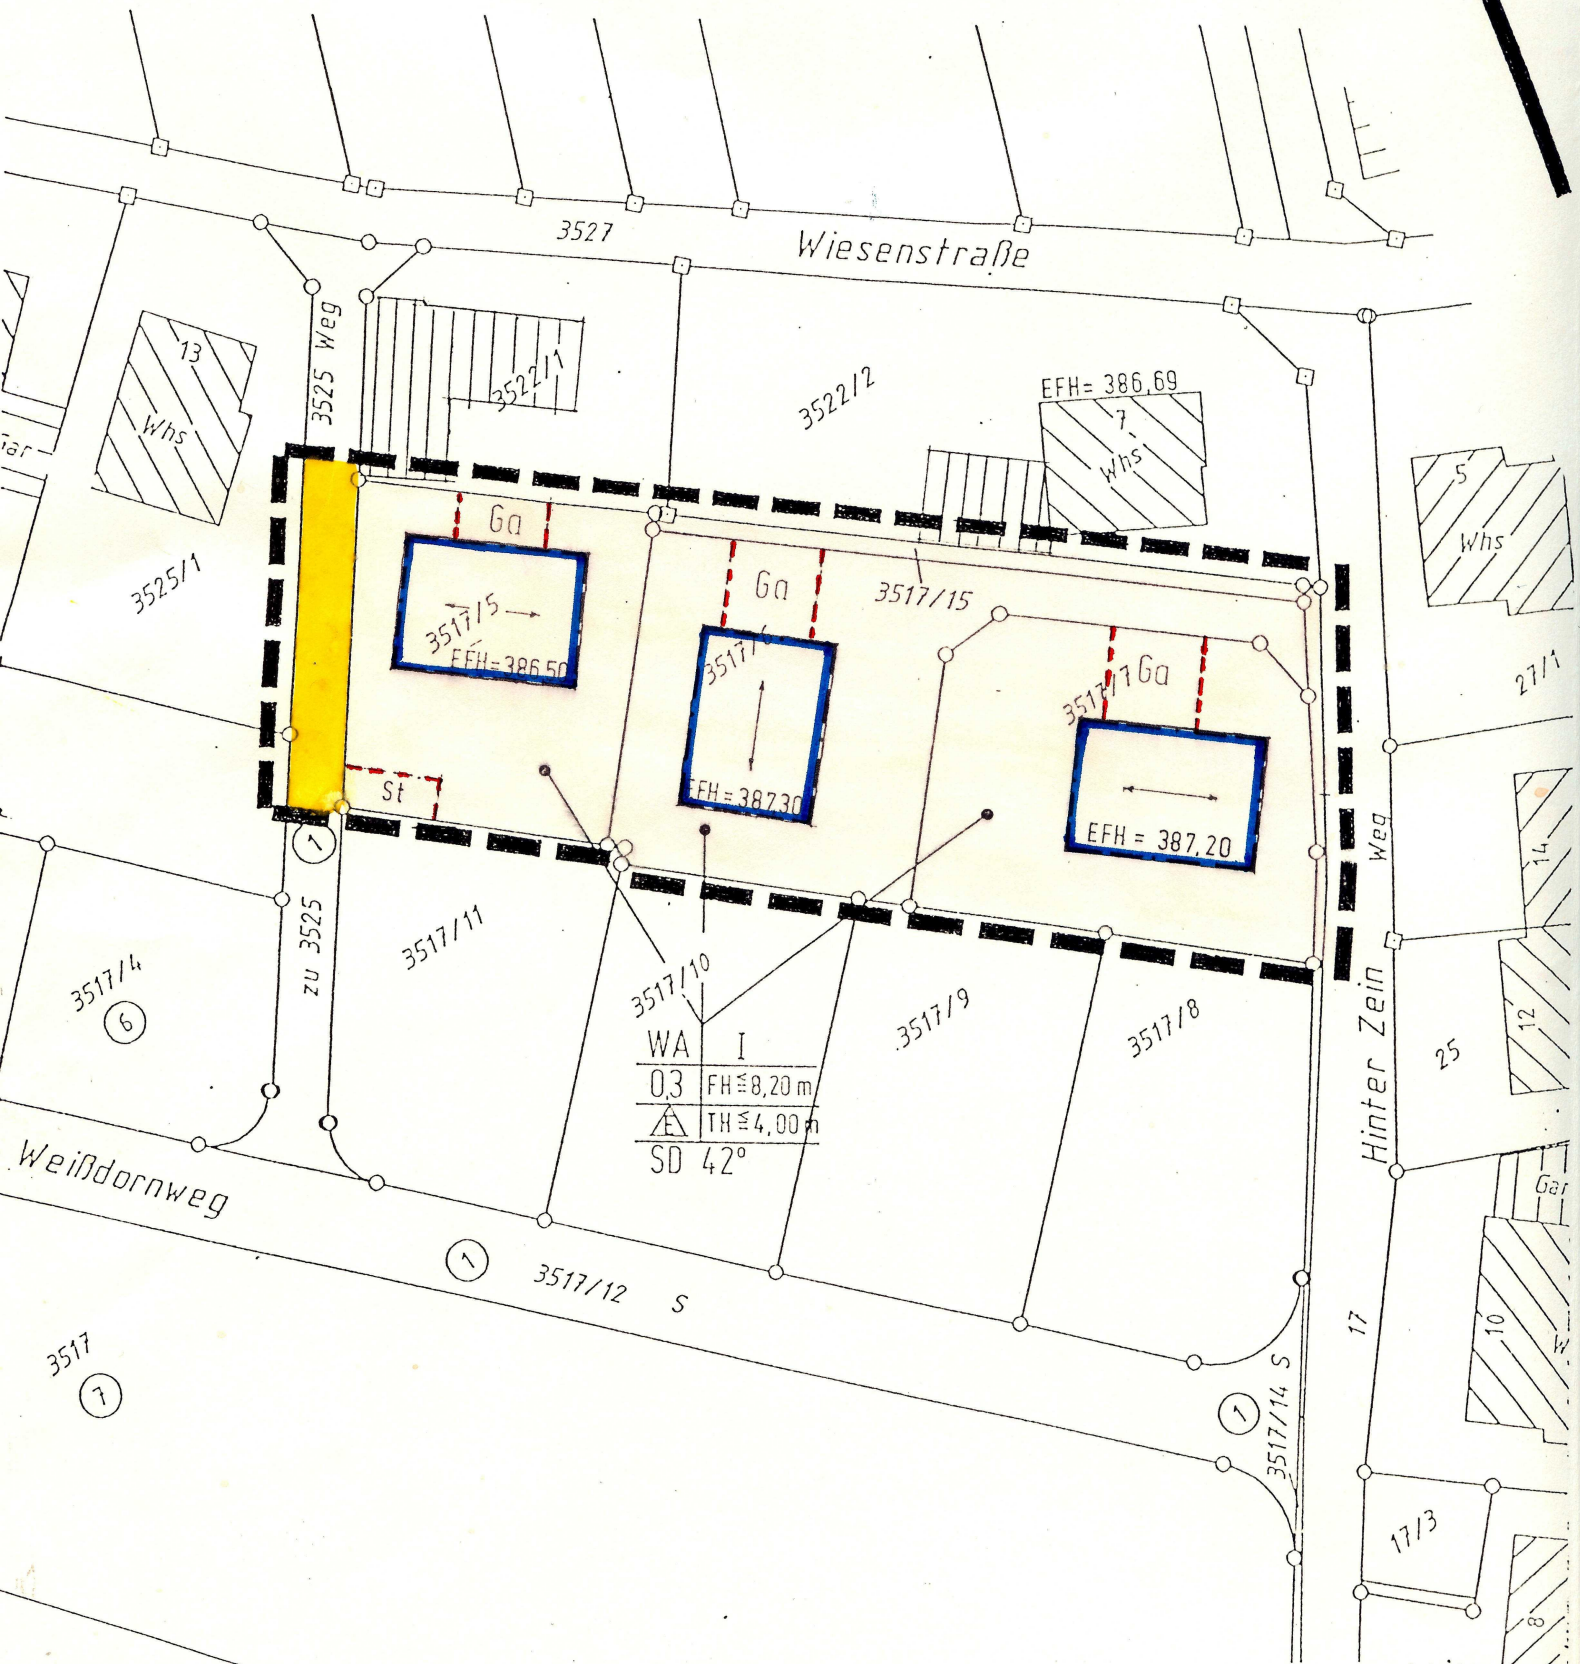 3527
Wiesenstraße
3525 Weg
13
Whs
3522/1
3522/2
EFH= 386,69
7
Whs
5
Whs
3525/1
Ga
3517/5
EFH=386,50
Ga
3517/6
EFH = 387,30
3517/15
3517/7
Ga
EFH = 387,20
27/1
St
1
zu 3525
3517/4
6
3517/11
3517/10
3517/9
3517/8
WA I
0,3 FH ≦ 8,20 m
E TH ≦ 4,00 m
SD 42°
Hinter Zein Weg
14
12
25
Gar
10
17
Weißdornweg
1
3517/12 S
3517
7
1
3517/14 S
17/3
8